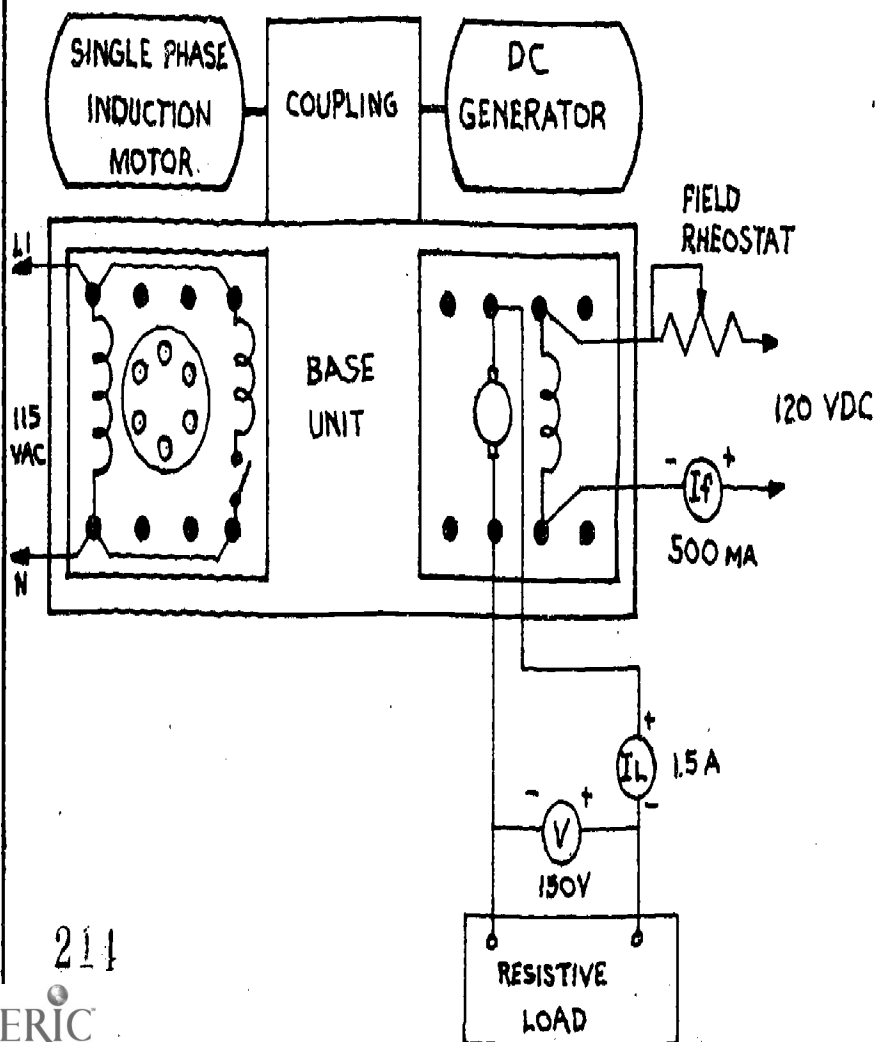 SINGLE PHASE
INDUCTION
MOTOR.
COUPLING
DC
GENERATOR
FIELD
RHEOSTAT
L1
115
VAC
N
BASE
UNIT
120 VDC
- +
If
500 MA
+
IL 1.5 A
-
- +
V
150V
RESISTIVE
LOAD
214
ERIC